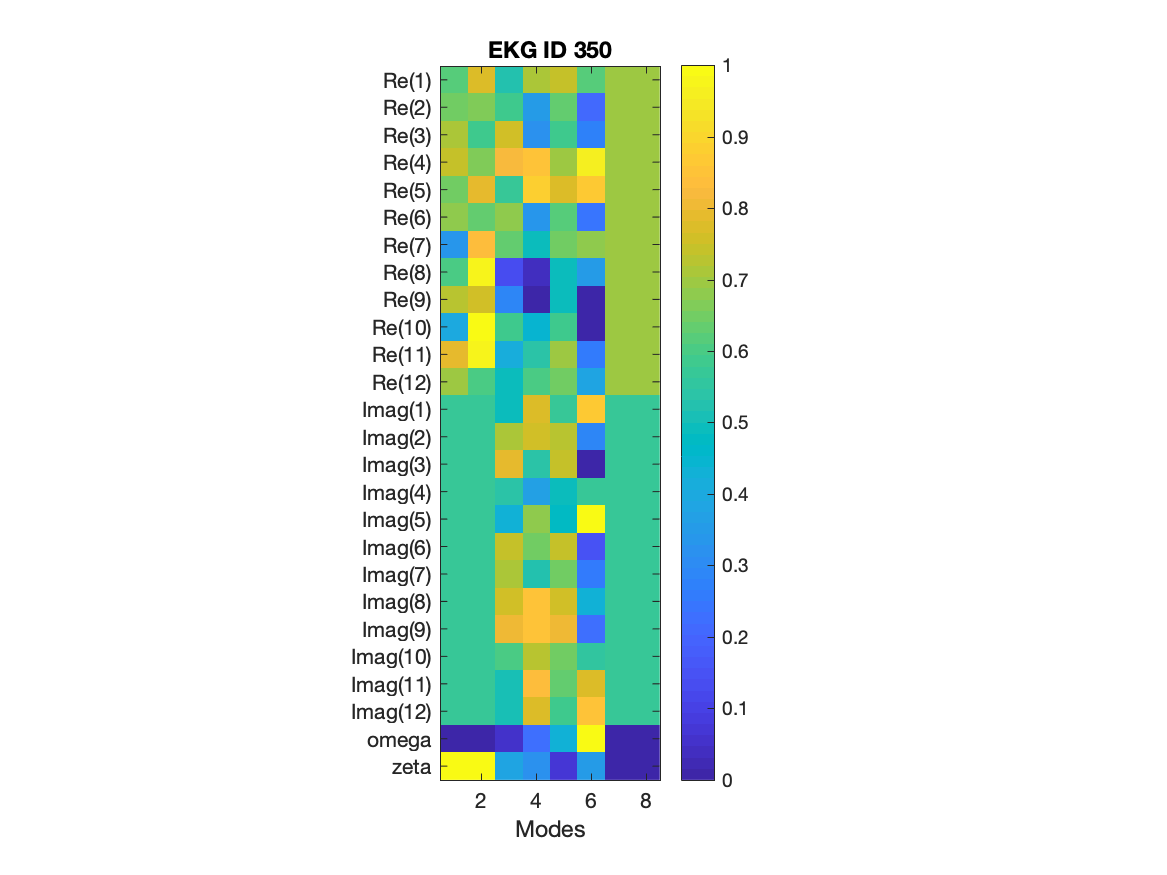 EKG ID 350
Re(1)
Re(2)
Re(3)
Re(4)
Re(5)
Re(6)
Re(7)
Re(8)
Re(9)
Re(10)
Re(11)
Re(12)
Imag(1)
Imag(2)
Imag(3)
Imag(4)
Imag(5)
Imag(6)
Imag(7)
Imag(8)
Imag(9)
Imag(10)
Imag(11)
Imag(12)
omega
zeta
2 4 6 8
Modes
1
0.9
0.8
0.7
0.6
0.5
0.4
0.3
0.2
0.1
0